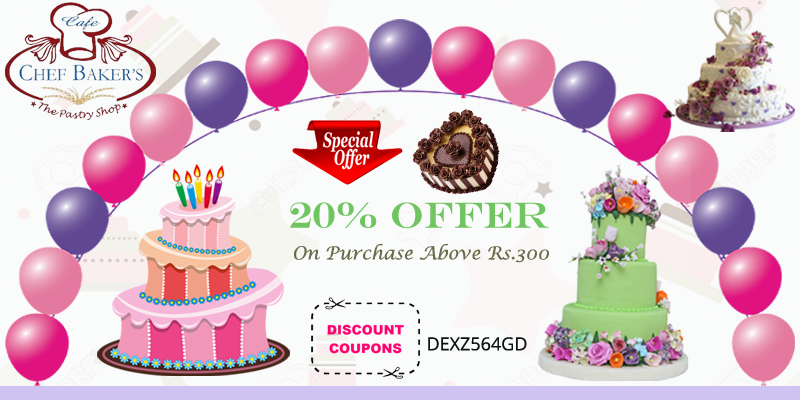 Cafe
CHEF BAKER'S
★The Pastry Shop★
Special
Offer
20% OFFER
On Purchase Above Rs.300
DISCOUNT
COUPONS
DEXZ564GD